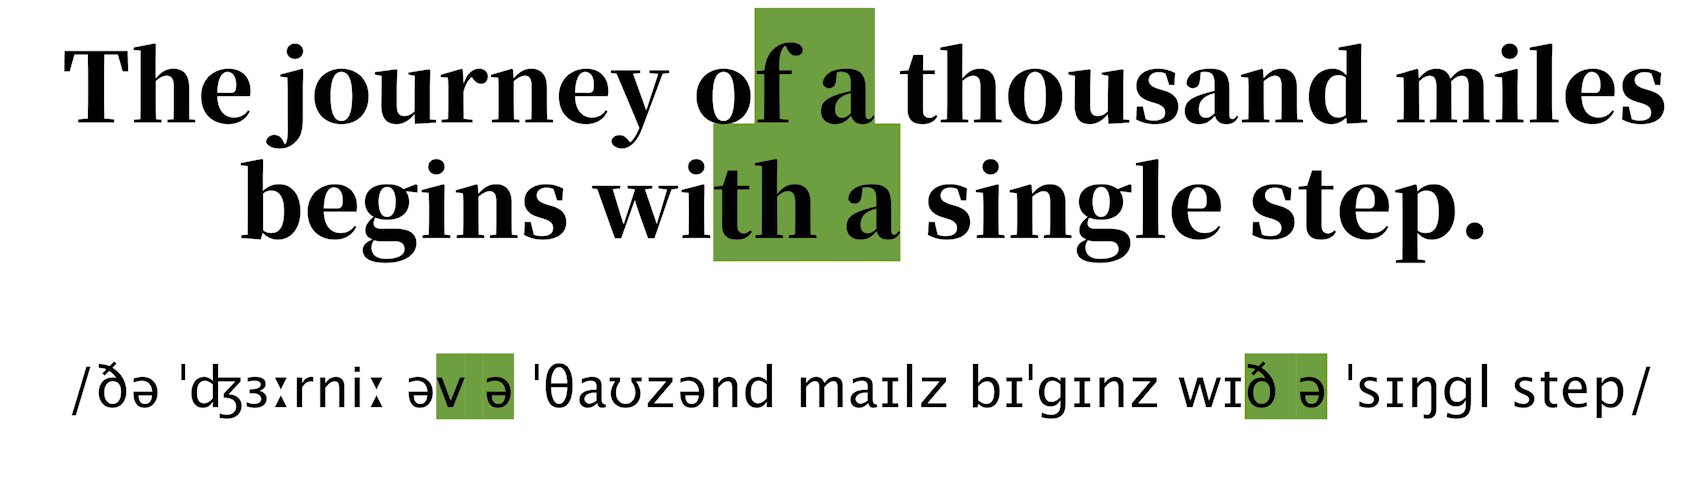 The journey of a thousand miles
begins with a single step.
/ðə ˈʤɜːrniː əv ə ˈθaʊzənd maɪlz bɪˈgɪnz wɪð ə ˈsɪŋgl step/